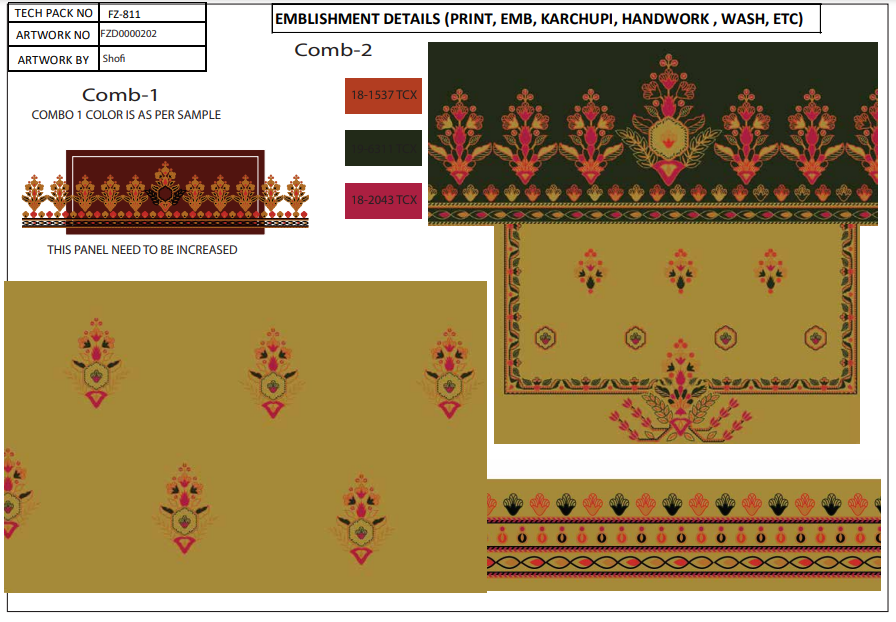 TECH PACK NO FZ-811
ARTWORK NO FZD0000202
ARTWORK BY Shofi
EMBLISHMENT DETAILS (PRINT, EMB, KARCHUPI, HANDWORK , WASH, ETC)
Comb-2
Comb-1
COMBO 1 COLOR IS AS PER SAMPLE
18-1537 TCX
TCX
18-2043 TCX
THIS PANEL NEED TO BE INCREASED